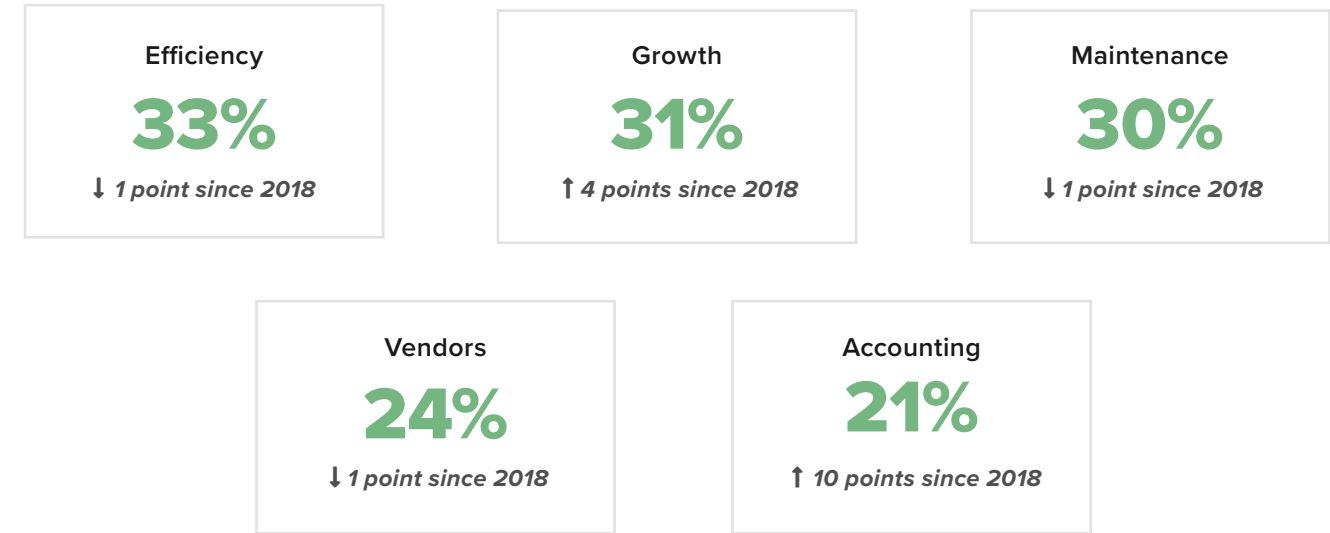 Efficiency
33%
↓ 1 point since 2018
Growth
31%
↑ 4 points since 2018
Maintenance
30%
↓ 1 point since 2018
Vendors
24%
↓ 1 point since 2018
Accounting
21%
↑ 10 points since 2018